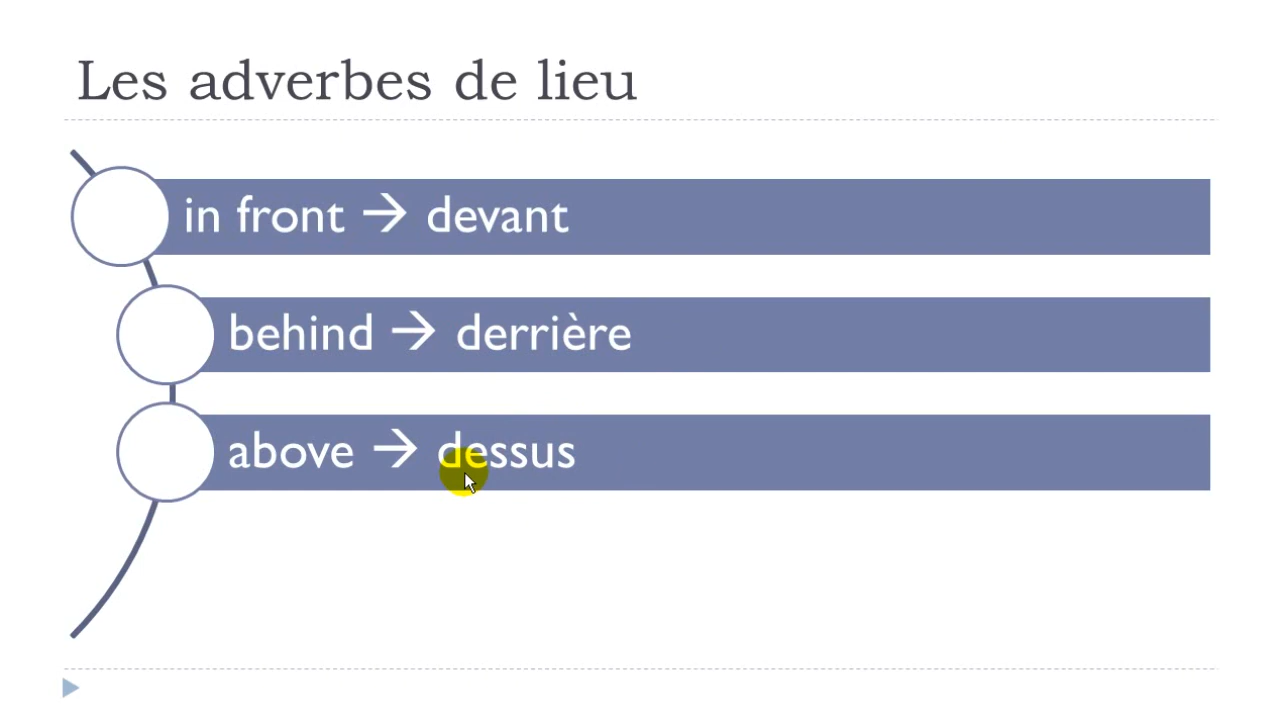 Les adverbes de lieu
in front → devant
behind → derrière
above → dessus